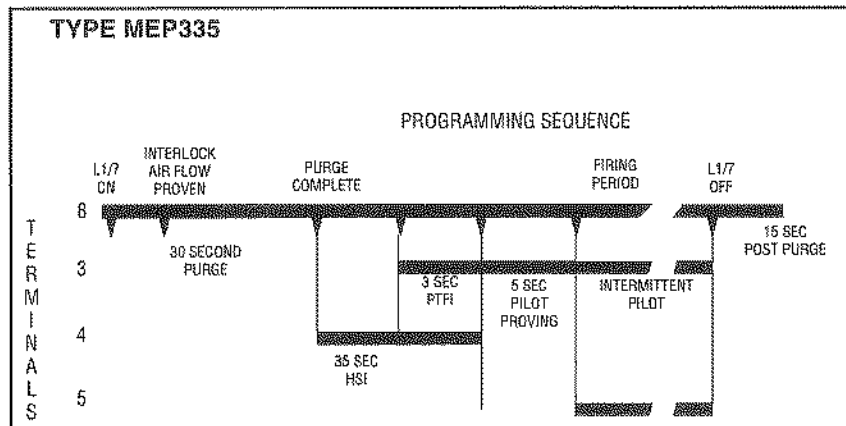 TYPE MEP335
PROGRAMMING SEQUENCE
L1/7
ON
INTERLOCK
AIR FLOW
PROVEN
PURGE
COMPLETE
FIRING
PERIOD
L1/7
OFF
TERMINALS
8
30 SECOND
PURGE
15 SEC
POST PURGE
3
3 SEC
PTFI
5 SEC
PILOT
PROVING
INTERMITTENT
PILOT
4
35 SEC
HSI
5